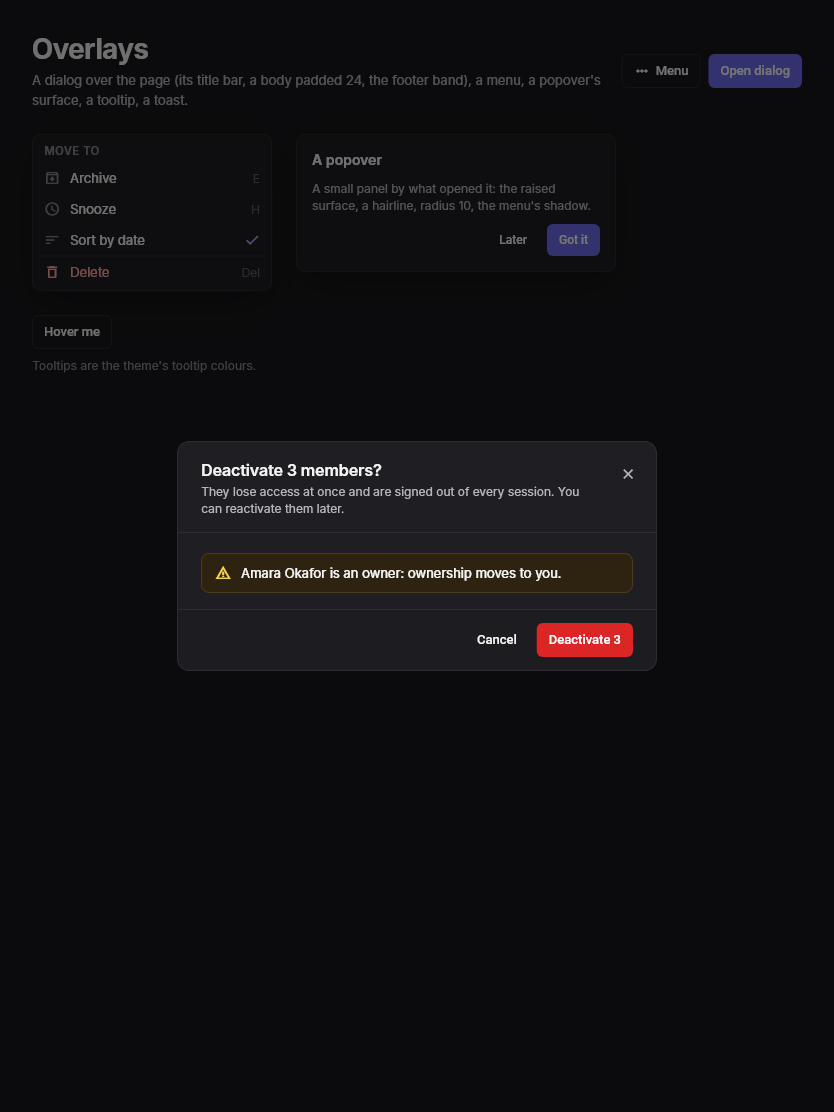 Overlays
A dialog over the page (its title bar, a body padded 24, the footer band), a menu, a popover's
surface, a tooltip, a toast.
Menu
Open dialog
MOVE TO
Archive E
Snooze H
Sort by date
Delete Del
A popover
A small panel by what opened it: the raised
surface, a hairline, radius 10, the menu's shadow.
Later
Got it
Hover me
Tooltips are the theme's tooltip colours.
Deactivate 3 members?
They lose access at once and are signed out of every session. You
can reactivate them later.
Amara Okafor is an owner: ownership moves to you.
Cancel
Deactivate 3